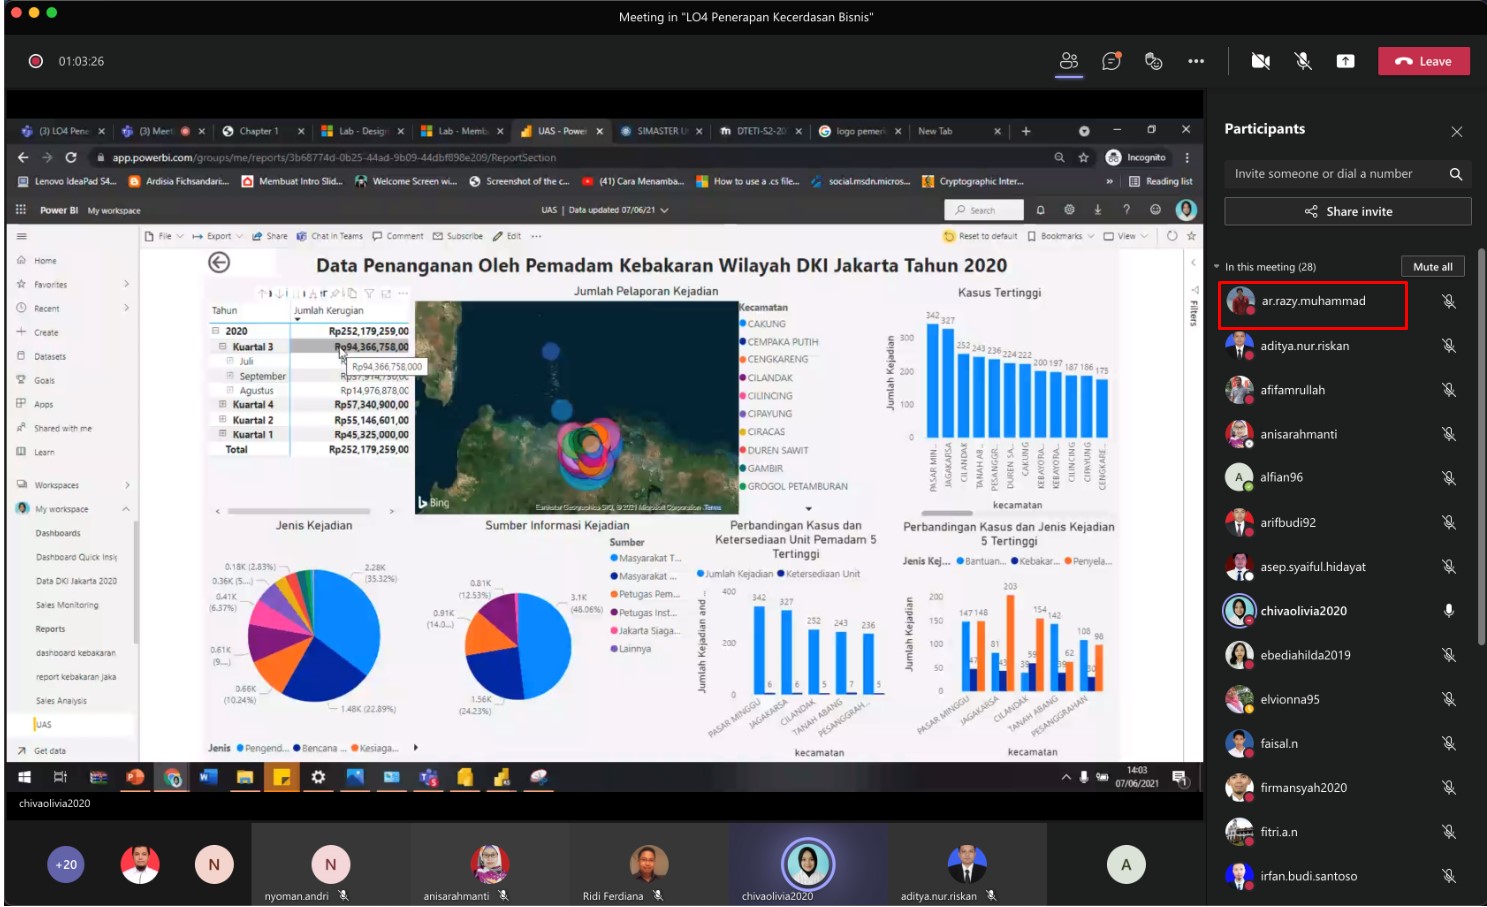 Meeting in "LO4 Penerapan Kecerdasan Bisnis"
01:03:26
Leave
(3) LO4 Pene
(3) Meet
Chapter 1
Lab - Design
Lab - Memb
UAS - Power
SIMASTER U
DTETI-S2-20
logo pemeri
New Tab
app.powerbi.com/groups/me/reports/3b68774d-0b25-44ad-9b09-44dbf898e209/ReportSection
Incognito
Lenovo IdeaPad S4...
Ardisia Fichsandari:...
Membuat Intro Slid...
Welcome Screen wi...
Screenshot of the c...
(41) Cara Menamba...
How to use a .cs file...
social.msdn.micros...
Cryptographic Inter...
Reading list
Power BI My workspace
UAS | Data updated 07/06/21
Search
File
Export
Share
Chat in Teams
Comment
Subscribe
Edit
Reset to default
Bookmarks
View
Home
Favorites
Recent
Create
Datasets
Goals
Apps
Shared with me
Learn
Workspaces
My workspace
Dashboards
Dashboard Quick Insig
Data DKI Jakarta 2020
Sales Monitoring
Reports
dashboard kebakaran
report kebakaran jaka
Sales Analysis
UAS
Get data
Filters
Data Penanganan Oleh Pemadam Kebakaran Wilayah DKI Jakarta Tahun 2020
Tahun Jumlah Kerugian
2020 Rp252,179,259,00
Kuartal 3 Rp94,366,758,00
Juli
Rp94,366,758,000
September
Agustus Rp14,976,878,00
Kuartal 4 Rp57,340,900,00
Kuartal 2 Rp55,146,601,00
Kuartal 1 Rp45,325,000,00
Total Rp252,179,259,00
Jumlah Pelaporan Kejadian
Bing
Earthstar Geographics SIO, © 2021 Microsoft Corporation Terms
Kecamatan
CAKUNG
CEMPAKA PUTIH
CENGKARENG
CILANDAK
CILINCING
CIPAYUNG
CIRACAS
DUREN SAWIT
GAMBIR
GROGOL PETAMBURAN
Kasus Tertinggi
Jumlah Kejadian
300
200
100
0
342 327 252 243 236 224 222 200 197 187 186 175
PASAR MIN...
JAGAKARSA
CILANDAK
TANAH AB...
PESANGGR...
DUREN SA...
CAKUNG
KEBAYORA...
KEBAYORA...
CILINCING
CIPAYUNG
CENGKARE...
kecamatan
Jenis Kejadian
2.28K
(35.32%)
1.48K (22.89%)
0.66K
(10.24%)
0.61K
(9....)
0.41K
(6.37%)
0.36K (5....)
0.18K (2.83%)
Jenis Pengend... Bencana ... Kesiaga...
Sumber Informasi Kejadian
3.1K
(48.06%)
1.56K
(24.23%)
0.91K
(14.0...)
0.81K
(12.53%)
Sumber
Masyarakat T...
Masyarakat ...
Petugas Pem...
Petugas Inst...
Jakarta Siaga...
Lainnya
Perbandingan Kasus dan
Ketersediaan Unit Pemadam 5
Tertinggi
Jumlah Kejadian Ketersediaan Unit
Jumlah Kejadian and ...
400
200
0
342 327 252 243 236
6 6 5 7 5
PASAR MINGGU
JAGAKARSA
CILANDAK
TANAH ABANG
PESANGGRAH...
kecamatan
Perbandingan Kasus dan Jenis Kejadian
5 Tertinggi
Jenis Kej... Bantuan... Kebakar... Penyela...
Jumlah Kejadian
200
150
100
50
0
147 47 148
81 43 203
39 59 154
142 39 62
108 30 98
PASAR MINGGU
JAGAKARSA
CILANDAK
TANAH ABANG
PESANGGRAHAN
kecamatan
14:03
07/06/2021
chivaolivia2020
+20
N
N
nyoman.andri
anisarahmanti
Ridi Ferdiana
chivaolivia2020
aditya.nur.riskan
A
Participants
Invite someone or dial a number
Share invite
In this meeting (28)
Mute all
ar.razy.muhammad
aditya.nur.riskan
afifamrullah
anisarahmanti
A alfian96
arifbudi92
asep.syaiful.hidayat
chivaolivia2020
ebediahilda2019
elvionna95
faisal.n
firmansyah2020
fitri.a.n
irfan.budi.santoso